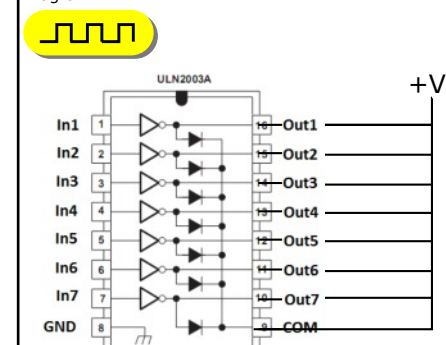 ULN2003A
+V
In1 1 16 Out1
In2 2 15 Out2
In3 3 14 Out3
In4 4 13 Out4
In5 5 12 Out5
In6 6 11 Out6
In7 7 10 Out7
GND 8 9 COM